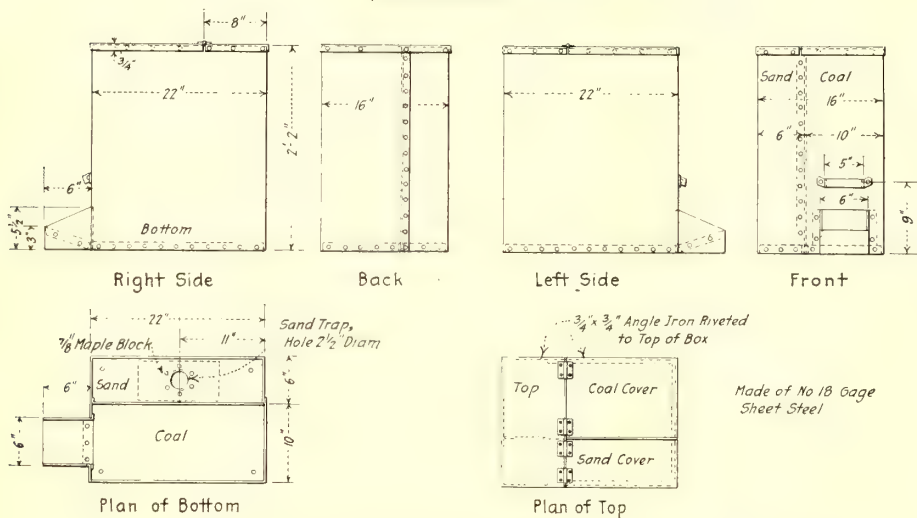 8"
3/4"
22"
2'-2"
6"
5 1/2"
3"
Bottom
Right Side
16"
Back
22"
Left Side
Sand Coal
16"
6" 10"
5"
6"
9"
Front
22"
11"
7/8" Maple Block
Sand Trap,
Hole 2 1/2" Diam
Sand
6"
6"
Coal
6"
10"
Plan of Bottom
3/4" x 3/4" Angle Iron Riveted
to Top of Box
Top
Coal Cover
Sand Cover
Plan of Top
Made of No 18 Gage
Sheet Steel